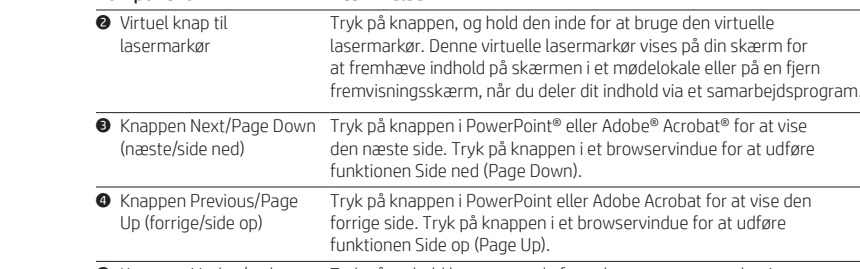 ❷ Virtuel knap til lasermarkør
Tryk på knappen, og hold den inde for at bruge den virtuelle
lasermarkør. Denne virtuelle lasermarkør vises på din skærm for
at fremhæve indhold på skærmen i et mødelokale eller på en fjern
fremvisningsskærm, når du deler dit indhold via et samarbejdsprogram.
❸ Knappen Next/Page Down
(næste/side ned)
Tryk på knappen i PowerPoint® eller Adobe® Acrobat® for at vise
den næste side. Tryk på knappen i et browservindue for at udføre
funktionen Side ned (Page Down).
❹ Knappen Previous/Page
Up (forrige/side op)
Tryk på knappen i PowerPoint eller Adobe Acrobat for at vise den
forrige side. Tryk på knappen i et browservindue for at udføre
funktionen Side op (Page Up).